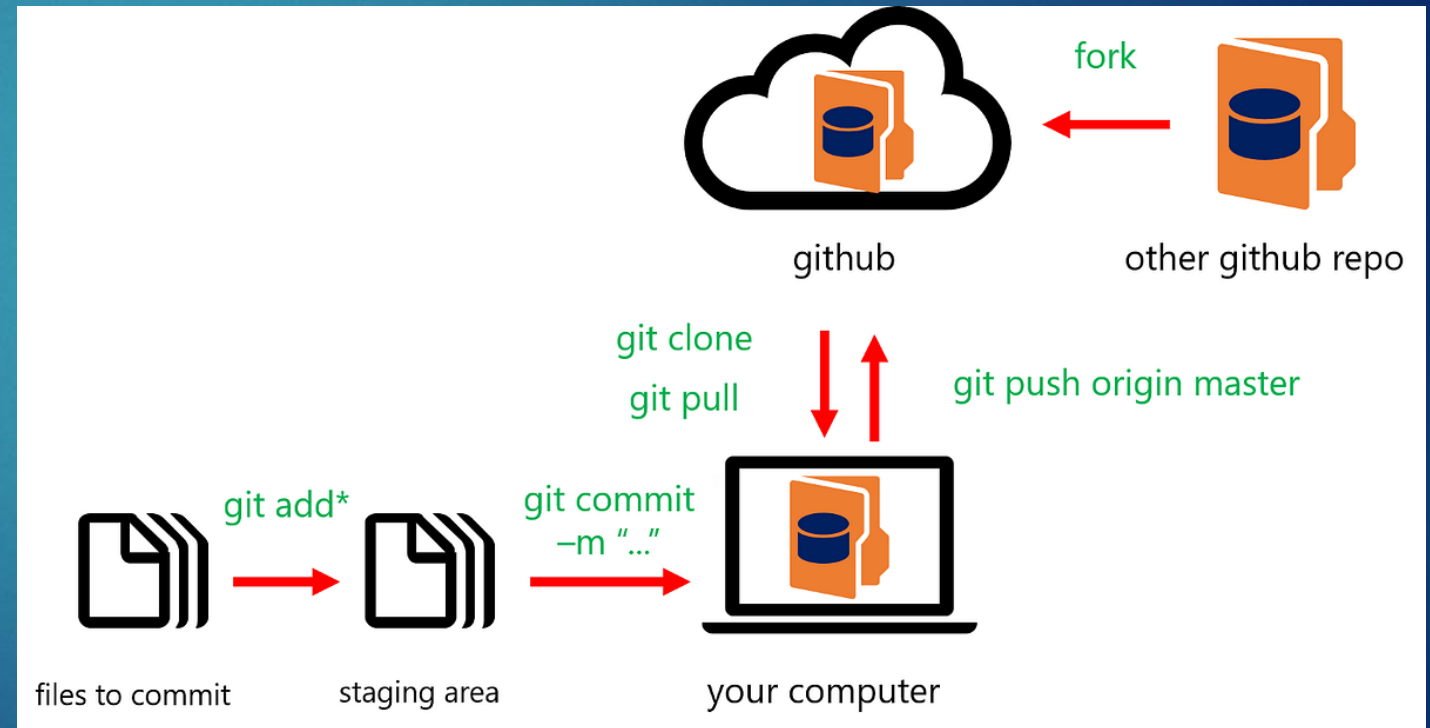 fork
github
other github repo
git clone
git pull
git push origin master
git add*
git commit
–m “...”
files to commit
staging area
your computer